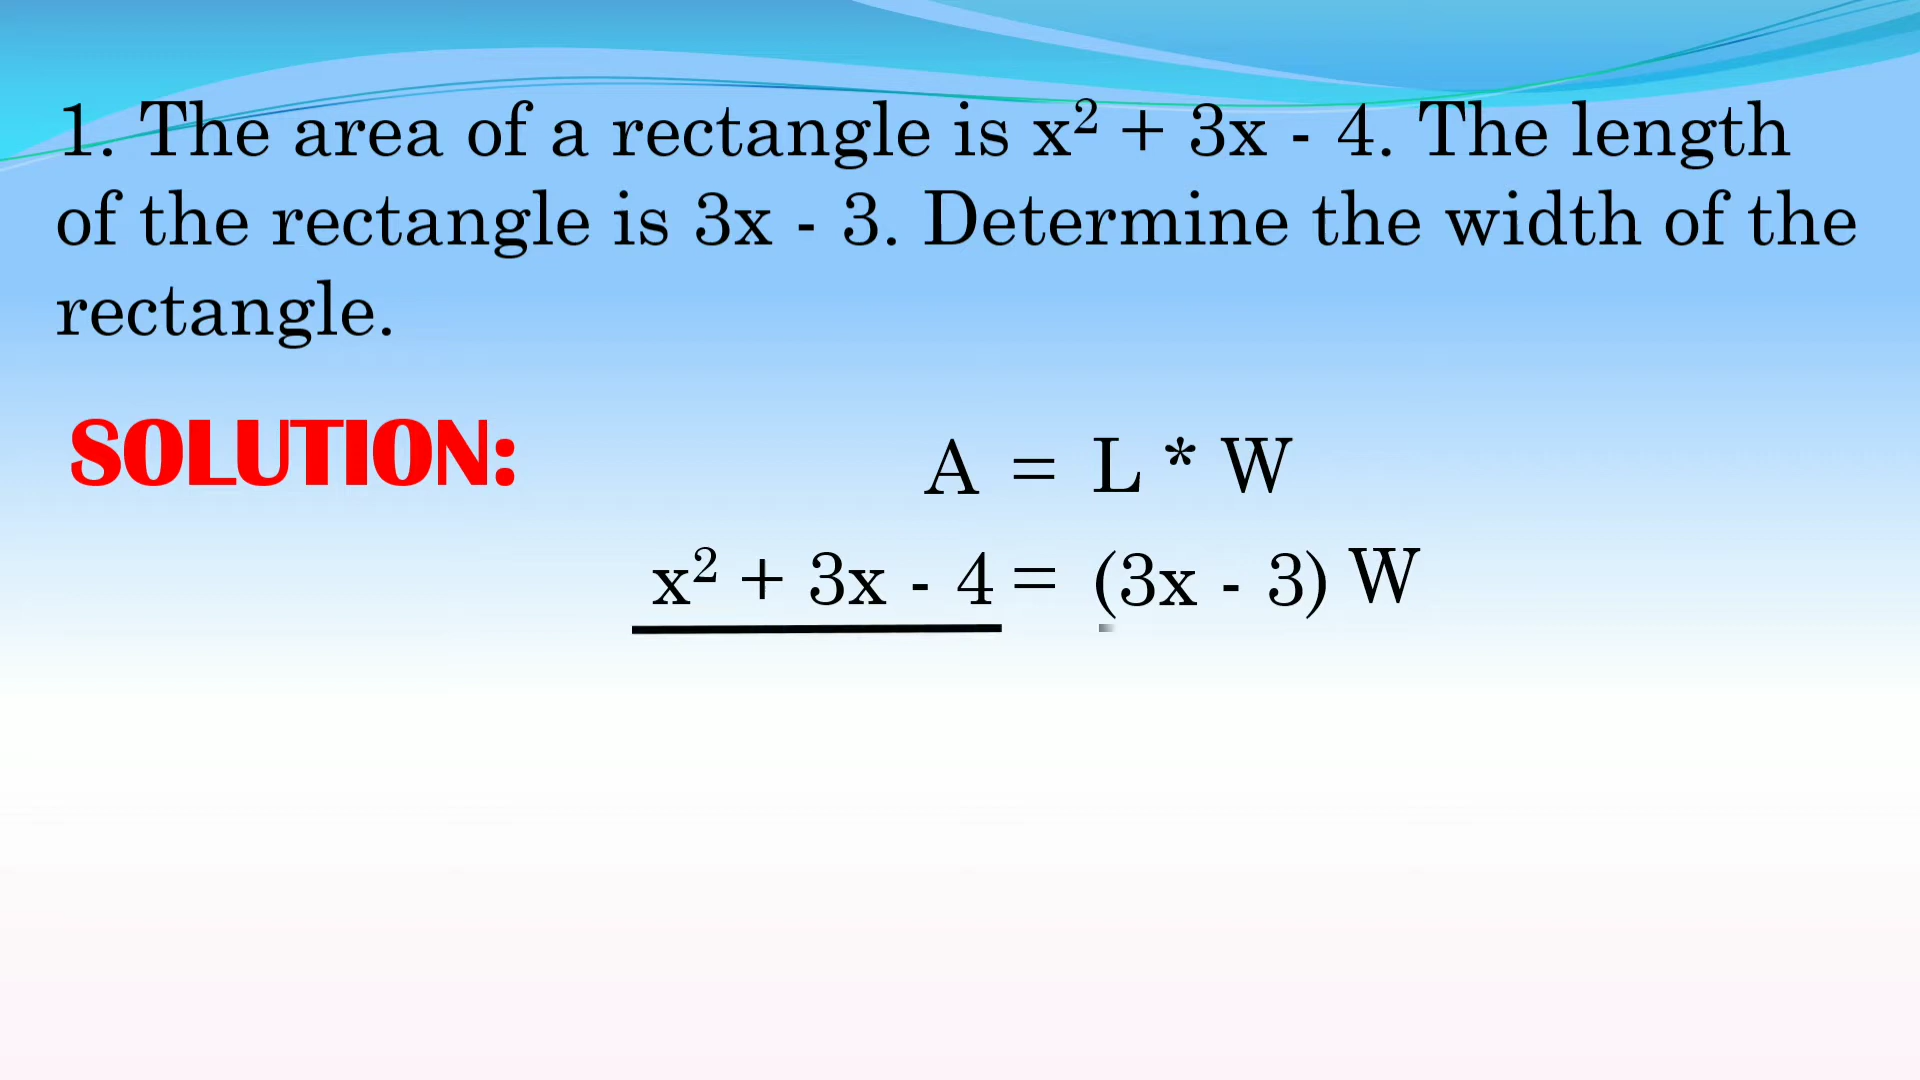 1. The area of a rectangle is x² + 3x - 4. The length
of the rectangle is 3x - 3. Determine the width of the
rectangle.
SOLUTION:
A = L * W
x² + 3x - 4 = (3x - 3) W